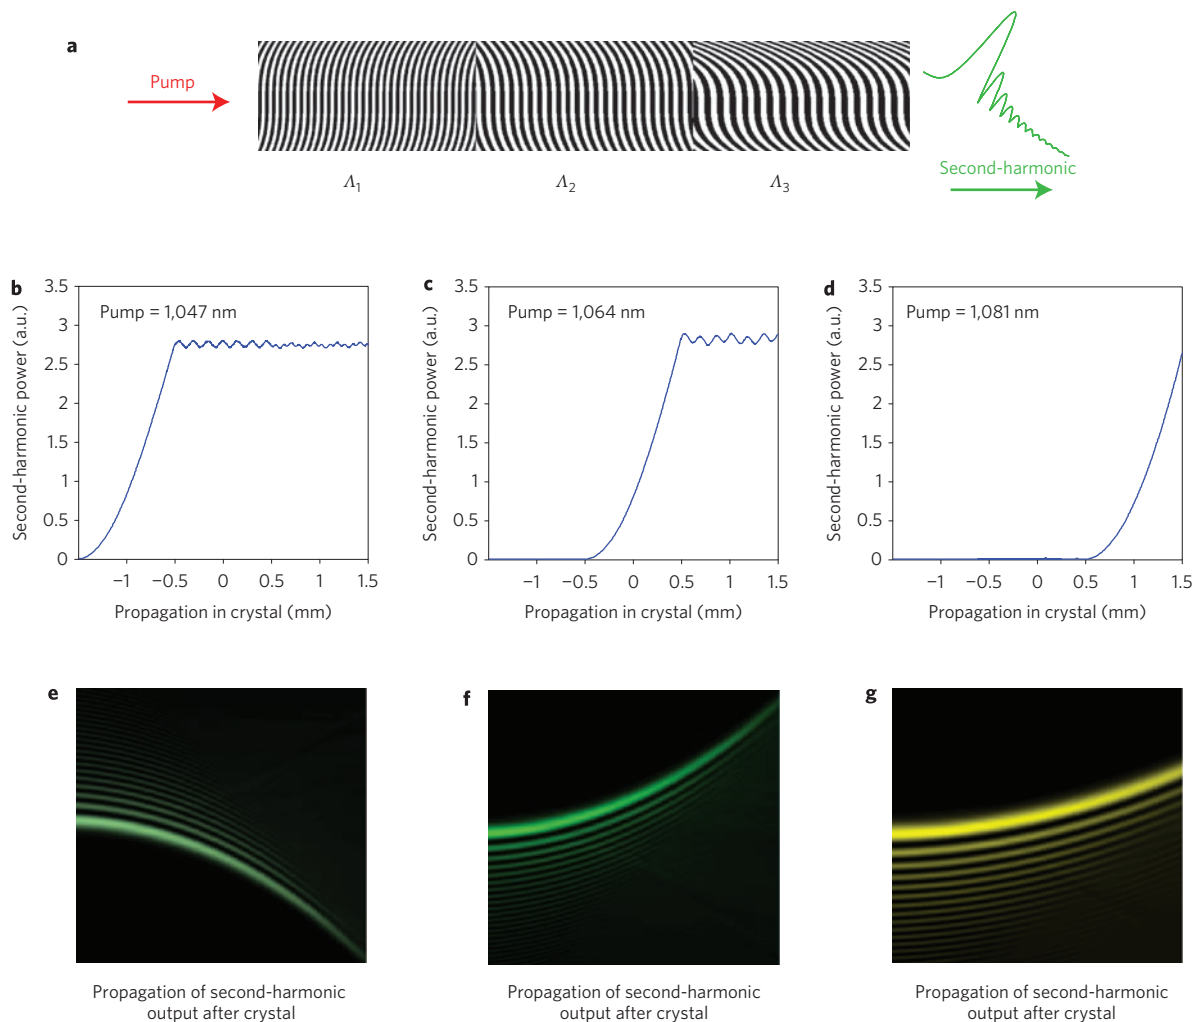 a
Pump
Λ1
Λ2
Λ3
Second-harmonic
b
Second-harmonic power (a.u.)
3.5
3
2.5
2
1.5
1
0.5
0
Pump = 1,047 nm
−1
−0.5
0
0.5
1
1.5
Propagation in crystal (mm)
c
Second-harmonic power (a.u.)
3.5
3
2.5
2
1.5
1
0.5
0
Pump = 1,064 nm
−1
−0.5
0
0.5
1
1.5
Propagation in crystal (mm)
d
Second-harmonic power (a.u.)
3.5
3
2.5
2
1.5
1
0.5
0
Pump = 1,081 nm
−1
−0.5
0
0.5
1
1.5
Propagation in crystal (mm)
e
Propagation of second-harmonic
output after crystal
f
Propagation of second-harmonic
output after crystal
g
Propagation of second-harmonic
output after crystal